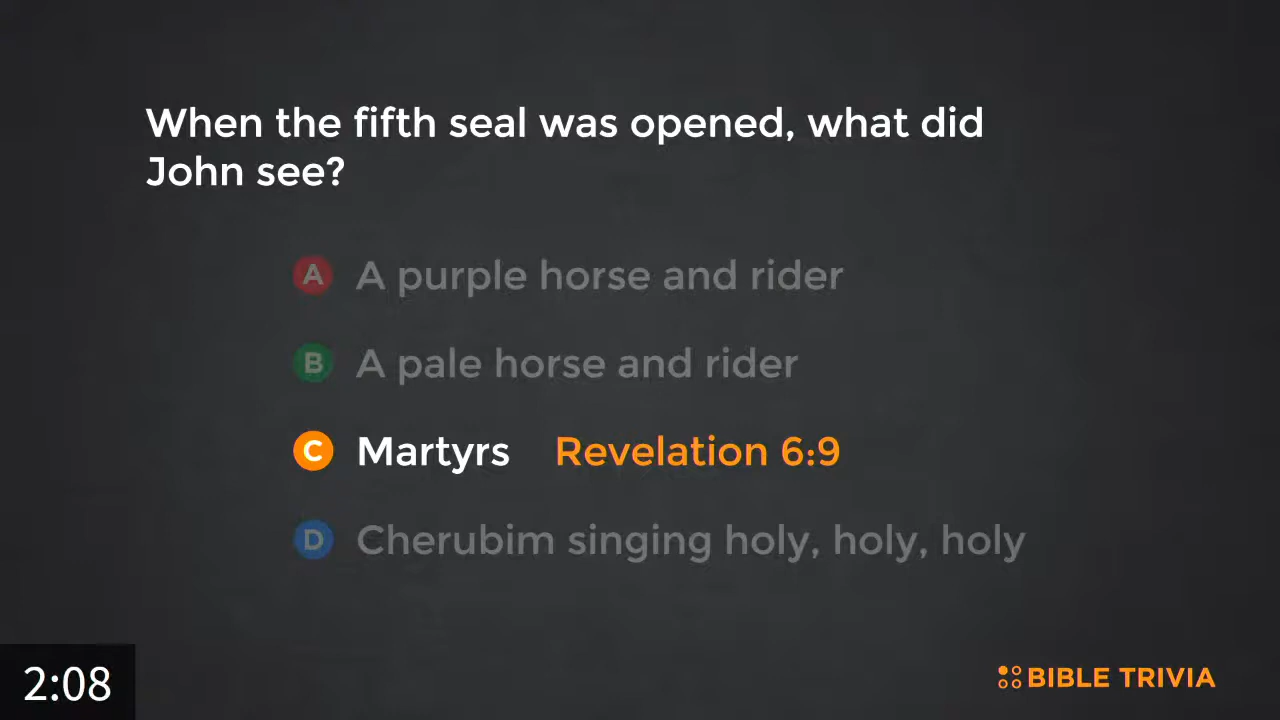 When the fifth seal was opened, what did
John see?
A A purple horse and rider
B A pale horse and rider
C Martyrs Revelation 6:9
D Cherubim singing holy, holy, holy
2:08
BIBLE TRIVIA